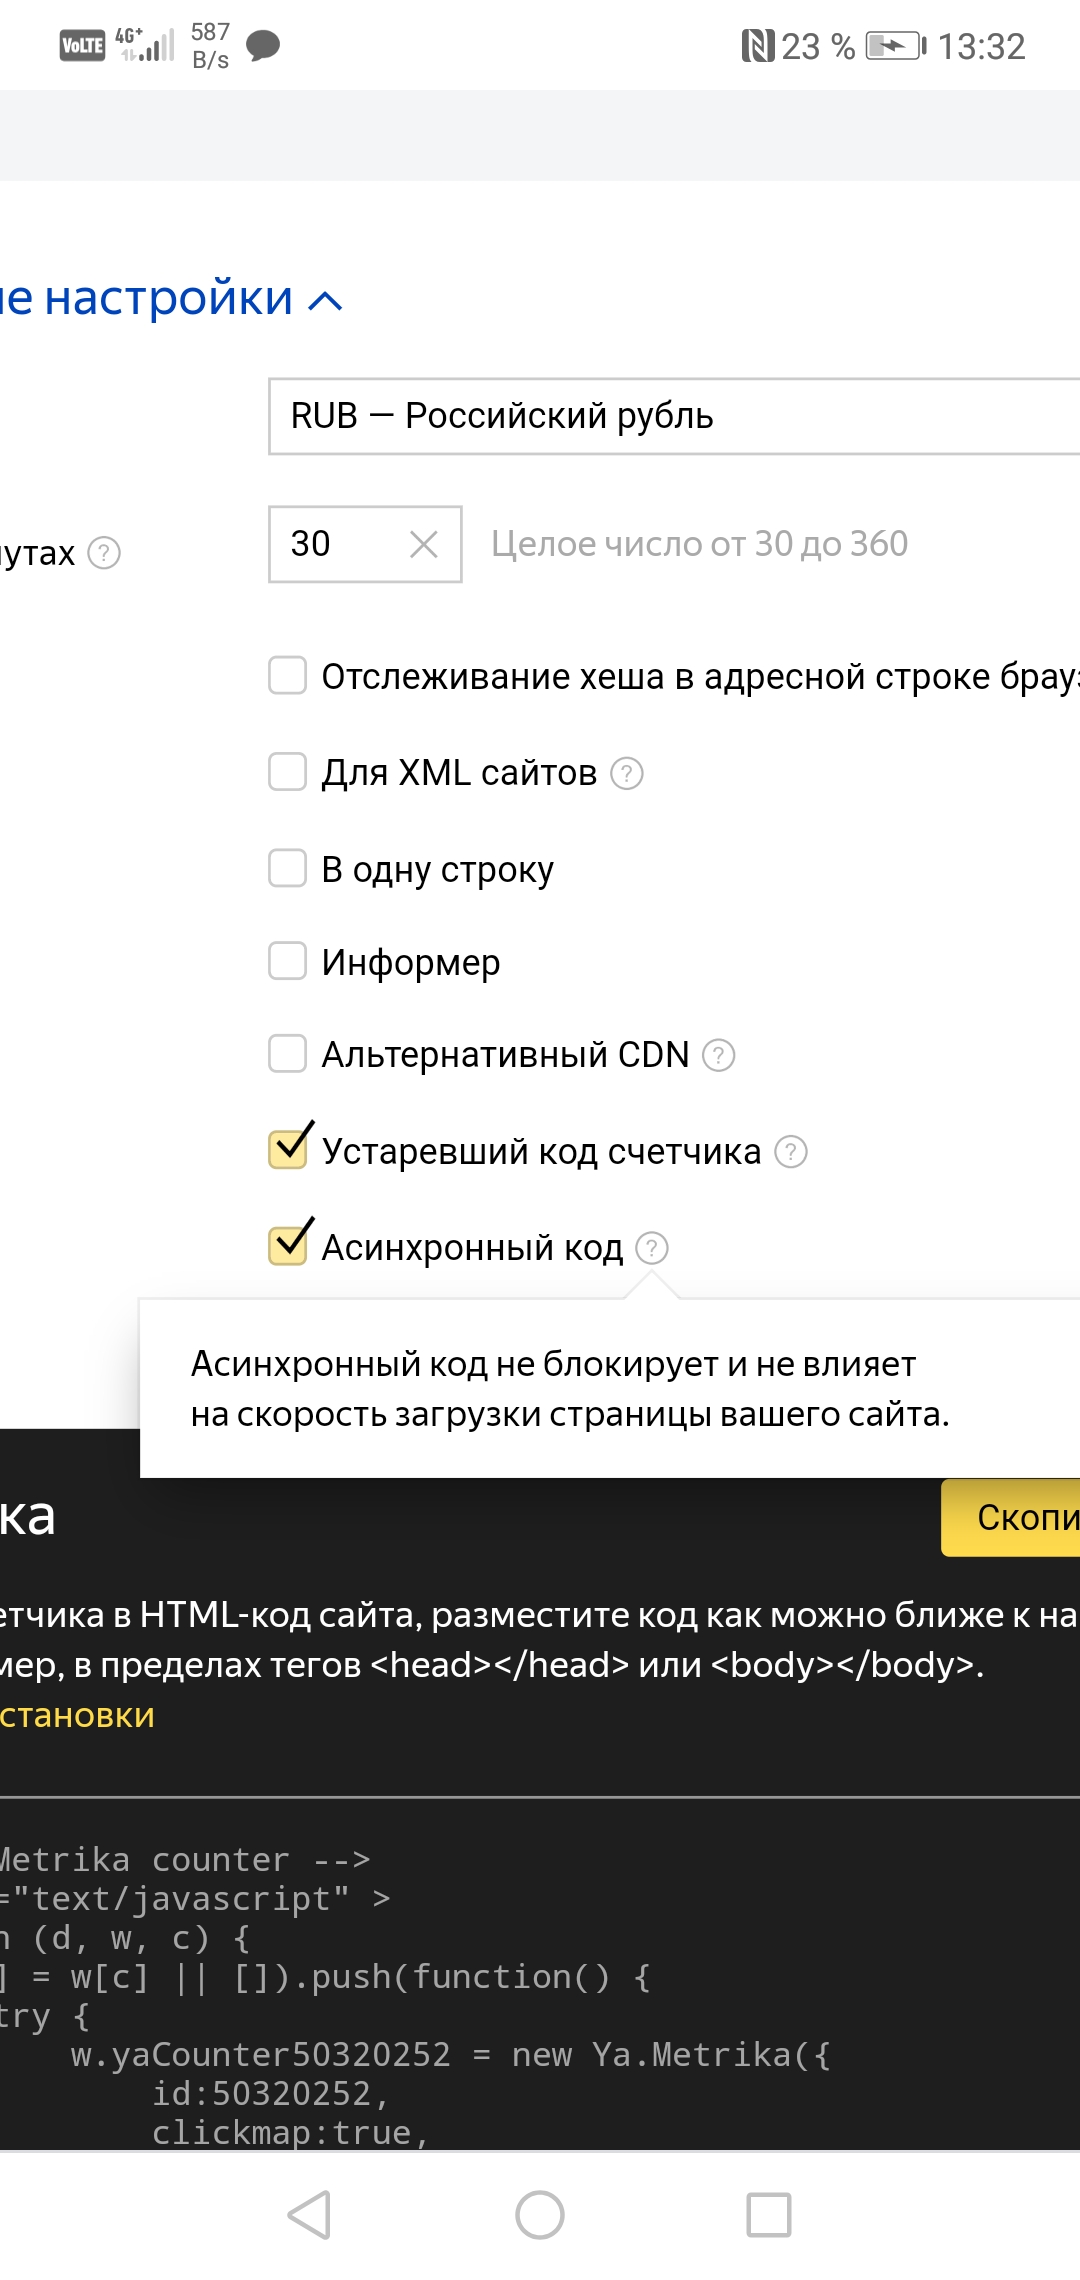 VoLTE 4G+ 587 B/s 23 % 13:32
ие настройки
RUB — Российский рубль
утах ? 30 Целое число от 30 до 360
Отслеживание хеша в адресной строке брауз
Для XML сайтов ?
В одну строку
Информер
Альтернативный CDN ?
Устаревший код счетчика ?
Асинхронный код ?
Асинхронный код не блокирует и не влияет
на скорость загрузки страницы вашего сайта.
ка Скопи
етчика в HTML-код сайта, разместите код как можно ближе к на
мер, в пределах тегов <head></head> или <body></body>.
становки
Metrika counter -->
="text/javascript" >
n (d, w, c) {
] = w[c] || []).push(function() {
try {
w.yaCounter50320252 = new Ya.Metrika({
id:50320252,
clickmap:true,